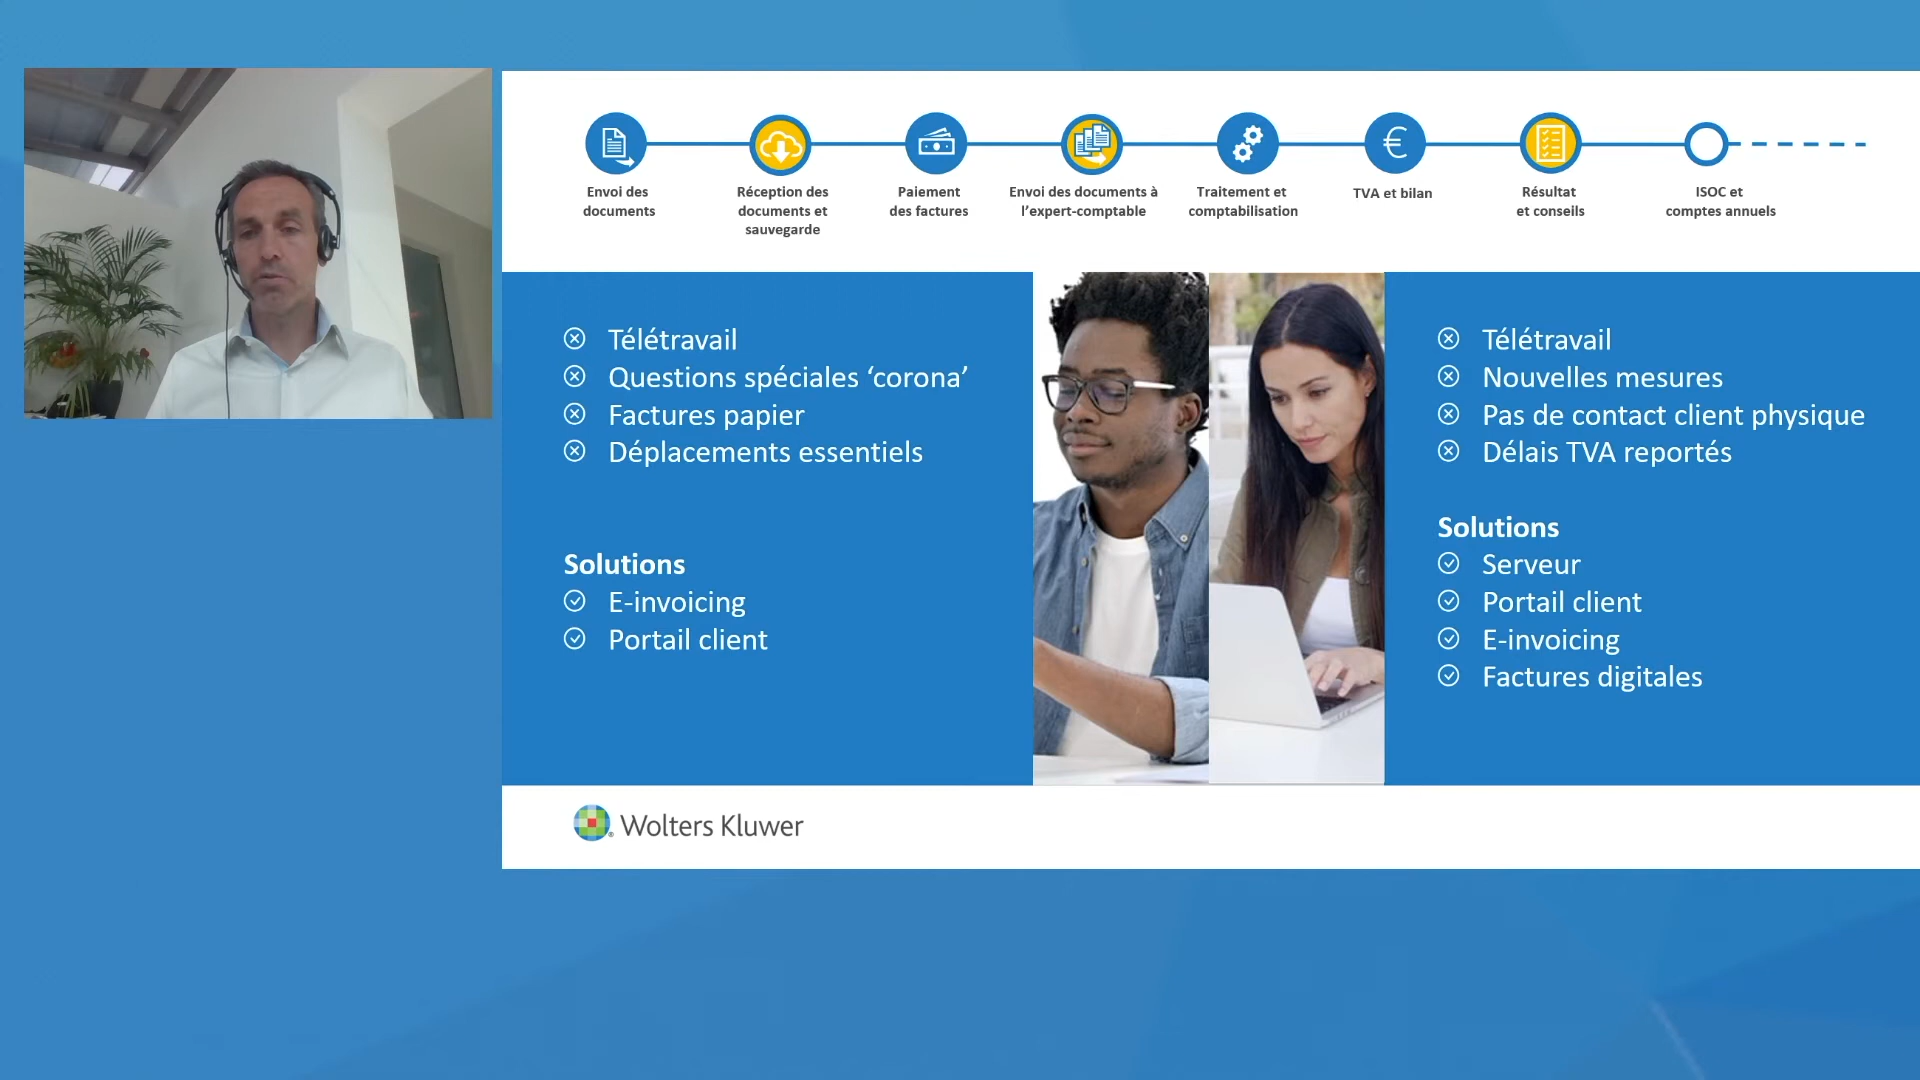 Envoi des
documents
Réception des
documents et
sauvegarde
Paiement
des factures
Envoi des documents à
l’expert-comptable
Traitement et
comptabilisation
TVA et bilan
Résultat
et conseils
ISOC et
comptes annuels
Télétravail
Questions spéciales ‘corona’
Factures papier
Déplacements essentiels
Solutions
E-invoicing
Portail client
Télétravail
Nouvelles mesures
Pas de contact client physique
Délais TVA reportés
Solutions
Serveur
Portail client
E-invoicing
Factures digitales
Wolters Kluwer